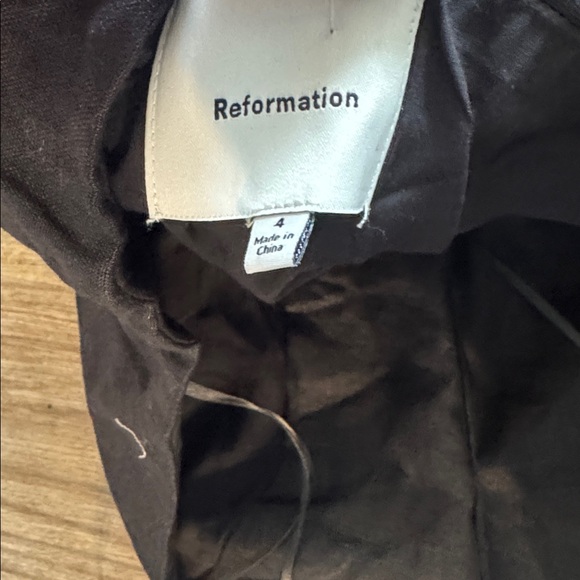 Reformation
4
Made in
China